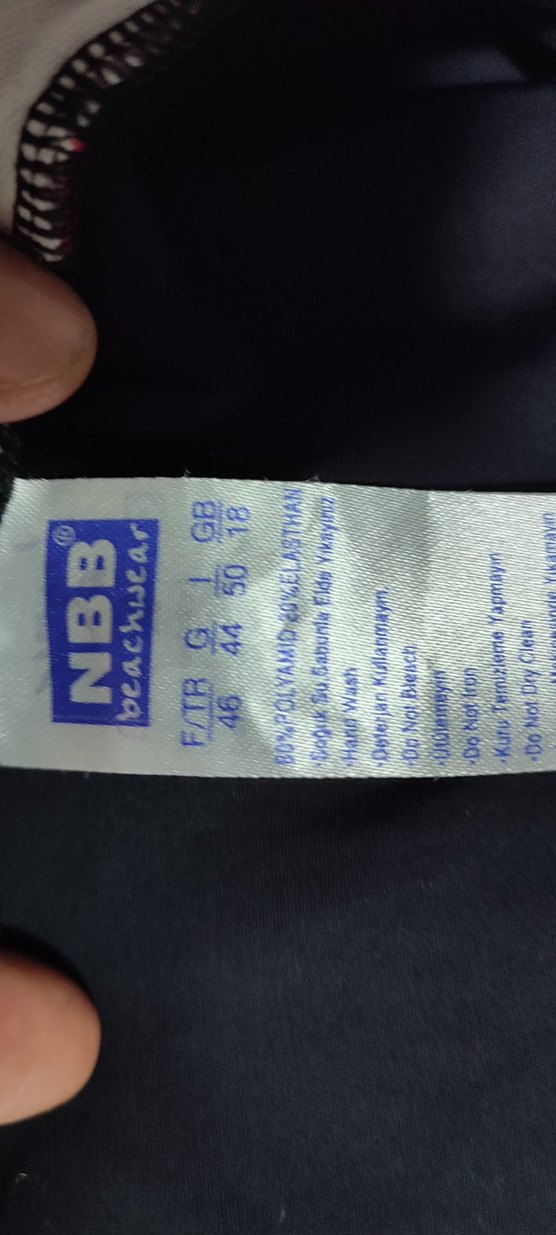 NBB®
beachwear
F/TR G I GB
46 44 50 18
80%POLYAMID 20%ELASTHAN
•Soğuk Su,Sabunla Elde Yıkayınız
•Hand Wash
•Deterjan Kullanmayın
•Do Not Bleach
•Ütülemeyin
•Do Not Iron
•Kuru Temizleme Yapmayın
•Do Not Dry Clean
Yıkamayın